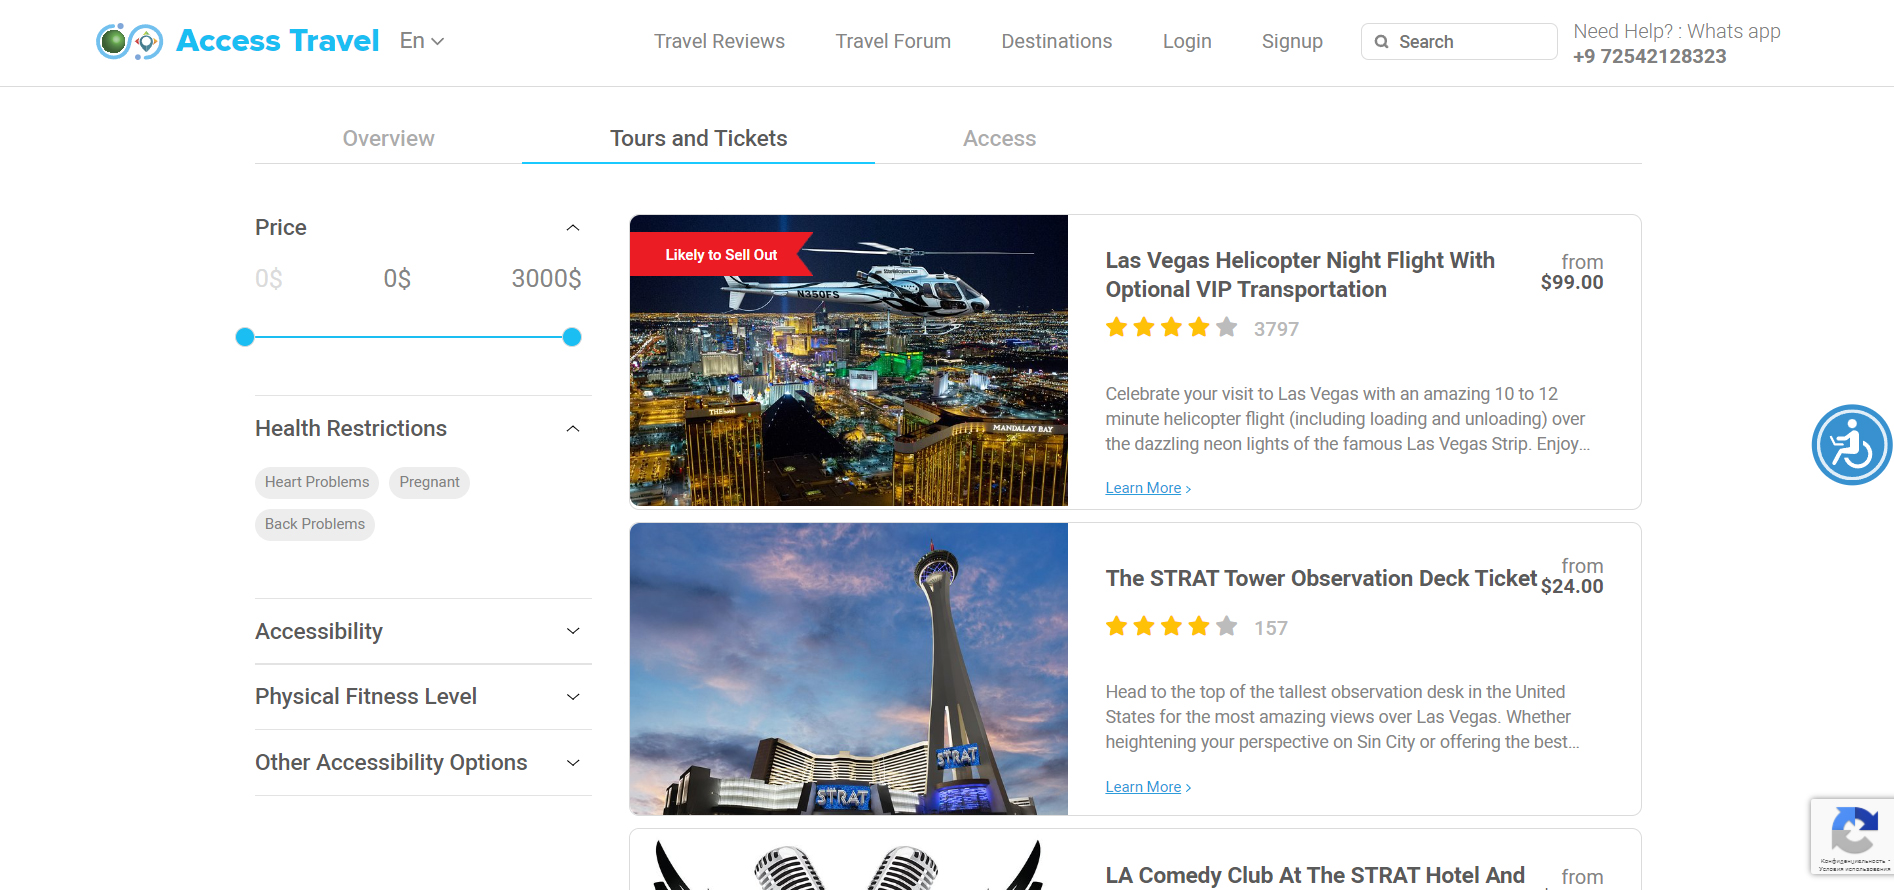 Access Travel
En
Travel Reviews
Travel Forum
Destinations
Login
Signup
Search
Need Help? : Whats app
+9 72542128323
Overview
Tours and Tickets
Access
Price
0$
0$
3000$
Health Restrictions
Heart Problems
Pregnant
Back Problems
Accessibility
Physical Fitness Level
Other Accessibility Options
Likely to Sell Out
N350FS
THEhotel
MANDALAY BAY
Las Vegas Helicopter Night Flight With
Optional VIP Transportation
from
$99.00
3797
Celebrate your visit to Las Vegas with an amazing 10 to 12
minute helicopter flight (including loading and unloading) over
the dazzling neon lights of the famous Las Vegas Strip. Enjoy...
Learn More >
STRAT
STRAT
The STRAT Tower Observation Deck Ticket
from
$24.00
157
Head to the top of the tallest observation desk in the United
States for the most amazing views over Las Vegas. Whether
heightening your perspective on Sin City or offering the best...
Learn More >
LA Comedy Club At The STRAT Hotel And
from
Конфиденциальность -
Условия использования